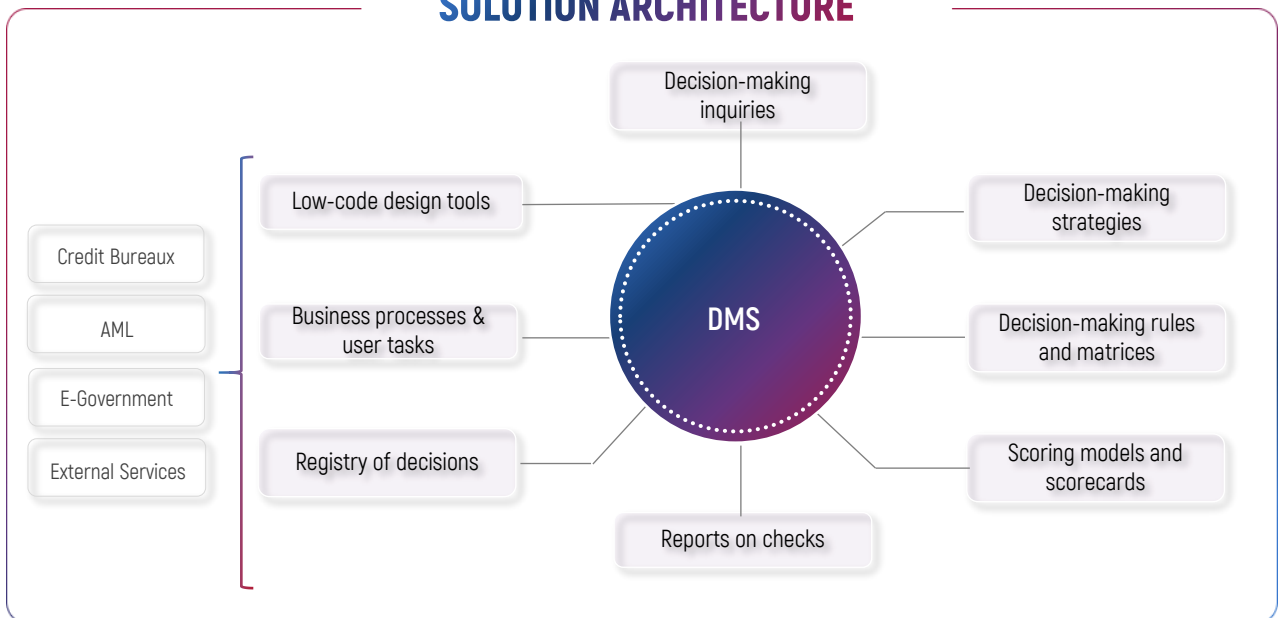 SOLUTION ARCHITECTURE
Decision-making
inquiries
Low-code design tools
Decision-making
strategies
Credit Bureaux
AML
E-Government
External Services
Business processes &
user tasks
DMS
Decision-making rules
and matrices
Registry of decisions
Scoring models and
scorecards
Reports on checks